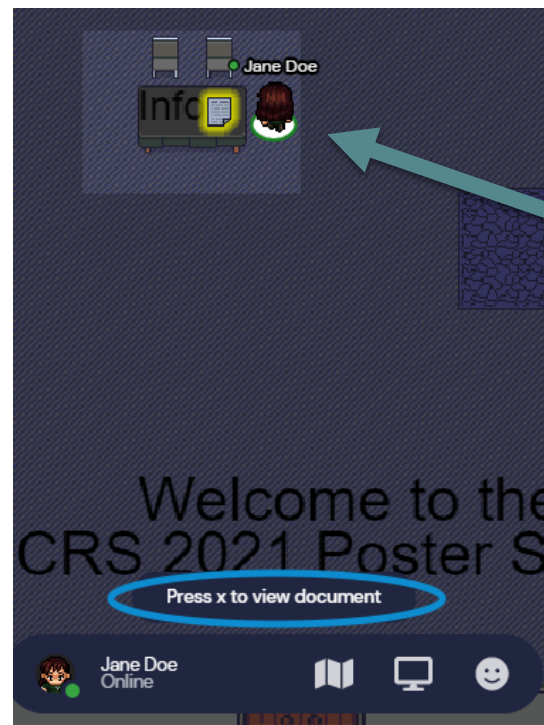 Jane Doe
Info
Welcome to the
CRS 2021 Poster S
Press x to view document
Jane Doe
Online